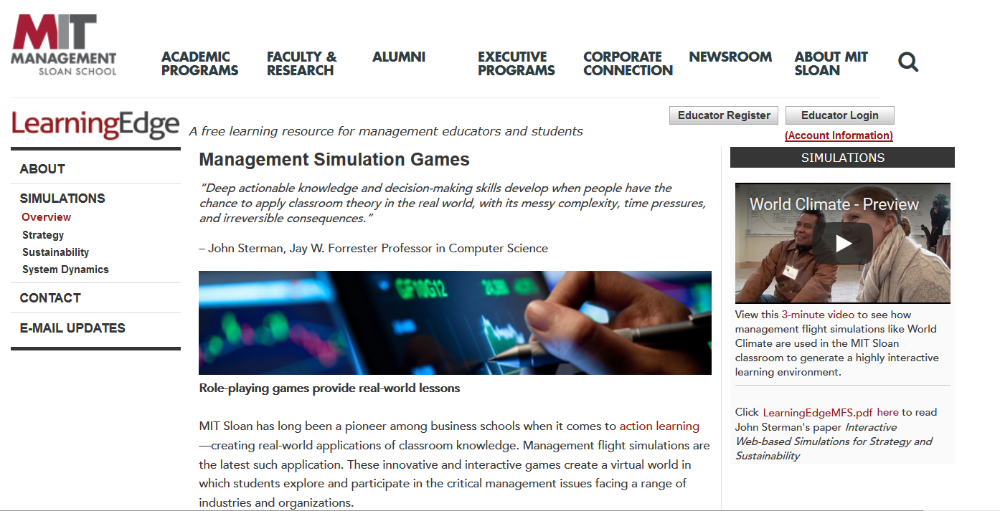 MIT
MANAGEMENT
SLOAN SCHOOL
ACADEMIC
PROGRAMS
FACULTY &
RESEARCH
ALUMNI
EXECUTIVE
PROGRAMS
CORPORATE
CONNECTION
NEWSROOM
ABOUT MIT
SLOAN
LearningEdge
A free learning resource for management educators and students
Educator Register
Educator Login
(Account Information)
ABOUT
SIMULATIONS
Overview
Strategy
Sustainability
System Dynamics
CONTACT
E-MAIL UPDATES
Management Simulation Games
“Deep actionable knowledge and decision-making skills develop when people have the
chance to apply classroom theory in the real world, with its messy complexity, time pressures,
and irreversible consequences.”
– John Sterman, Jay W. Forrester Professor in Computer Science
GF10G12
Role-playing games provide real-world lessons
MIT Sloan has long been a pioneer among business schools when it comes to action learning
—creating real-world applications of classroom knowledge. Management flight simulations are
the latest such application. These innovative and interactive games create a virtual world in
which students explore and participate in the critical management issues facing a range of
industries and organizations.
SIMULATIONS
World Climate - Preview
View this 3-minute video to see how
management flight simulations like World
Climate are used in the MIT Sloan
classroom to generate a highly interactive
learning environment.
Click LearningEdgeMFS.pdf here to read
John Sterman's paper Interactive
Web-based Simulations for Strategy and
Sustainability